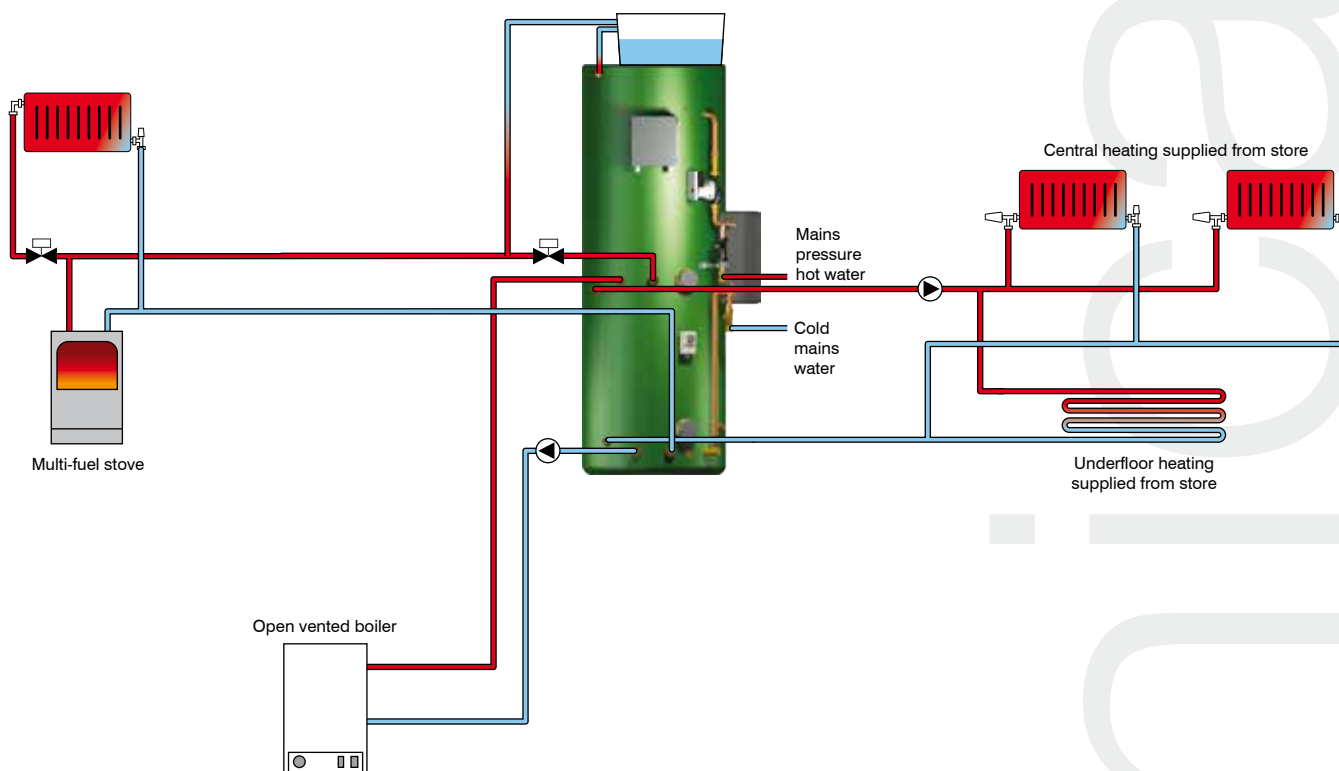 Central heating supplied from store
Mains
pressure
hot water
Cold
mains
water
Multi-fuel stove
Underfloor heating
supplied from store
Open vented boiler